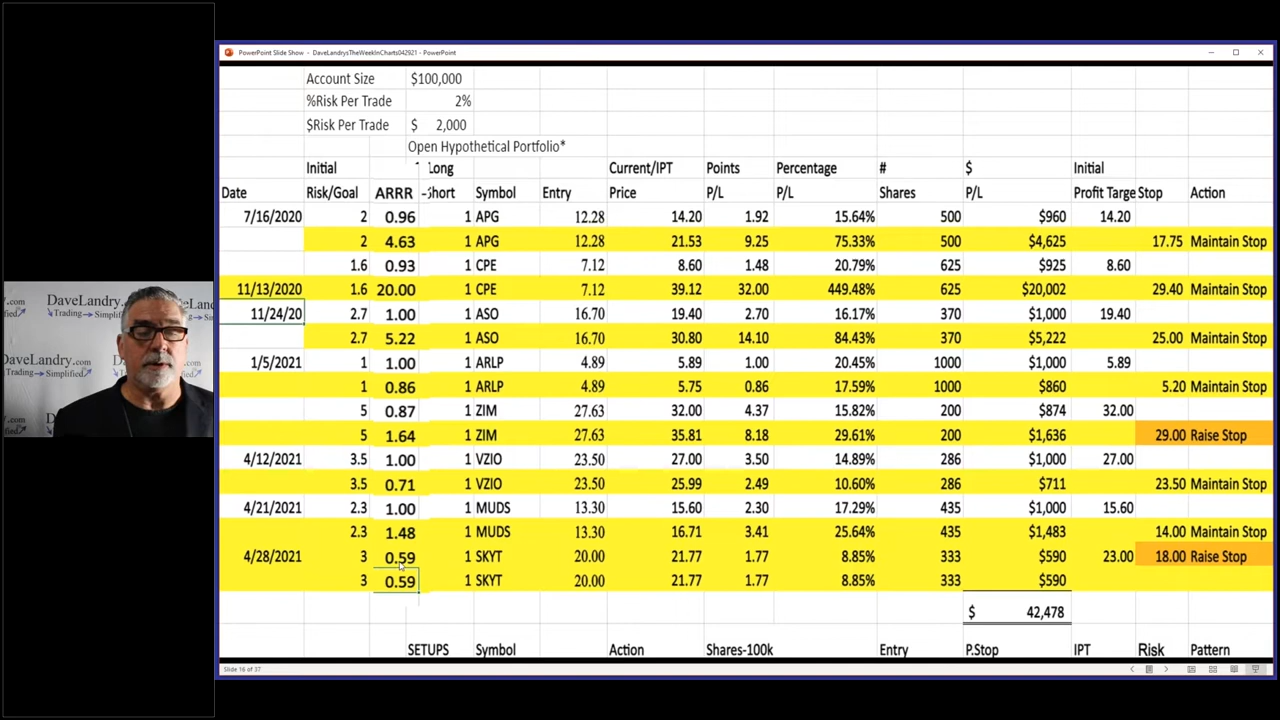 PowerPoint Slide Show - DaveLandrysTheWeekInCharts042921 - PowerPoint
Account Size $100,000
%Risk Per Trade 2%
$Risk Per Trade $ 2,000
Open Hypothetical Portfolio*
Initial Long Current/IPT Points Percentage # $ Initial
Date Risk/Goal ARRR -Short Symbol Entry Price P/L P/L Shares P/L Profit Targe Stop Action
7/16/2020 2 0.96 1 APG 12.28 14.20 1.92 15.64% 500 $960 14.20
2 4.63 1 APG 12.28 21.53 9.25 75.33% 500 $4,625 17.75 Maintain Stop
1.6 0.93 1 CPE 7.12 8.60 1.48 20.79% 625 $925 8.60
11/13/2020 1.6 20.00 1 CPE 7.12 39.12 32.00 449.48% 625 $20,002 29.40 Maintain Stop
11/24/20 2.7 1.00 1 ASO 16.70 19.40 2.70 16.17% 370 $1,000 19.40
2.7 5.22 1 ASO 16.70 30.80 14.10 84.43% 370 $5,222 25.00 Maintain Stop
1/5/2021 1 1.00 1 ARLP 4.89 5.89 1.00 20.45% 1000 $1,000 5.89
1 0.86 1 ARLP 4.89 5.75 0.86 17.59% 1000 $860 5.20 Maintain Stop
5 0.87 1 ZIM 27.63 32.00 4.37 15.82% 200 $874 32.00
5 1.64 1 ZIM 27.63 35.81 8.18 29.61% 200 $1,636 29.00 Raise Stop
4/12/2021 3.5 1.00 1 VZIO 23.50 27.00 3.50 14.89% 286 $1,000 27.00
3.5 0.71 1 VZIO 23.50 25.99 2.49 10.60% 286 $711 23.50 Maintain Stop
4/21/2021 2.3 1.00 1 MUDS 13.30 15.60 2.30 17.29% 435 $1,000 15.60
2.3 1.48 1 MUDS 13.30 16.71 3.41 25.64% 435 $1,483 14.00 Maintain Stop
4/28/2021 3 0.59 1 SKYT 20.00 21.77 1.77 8.85% 333 $590 23.00 18.00 Raise Stop
3 0.59 1 SKYT 20.00 21.77 1.77 8.85% 333 $590
$ 42,478
SETUPS Symbol Action Shares-100k Entry P.Stop IPT Risk Pattern
Slide 16 of 37
DaveLandry.com
Trading Simplified
DaveLandry.com